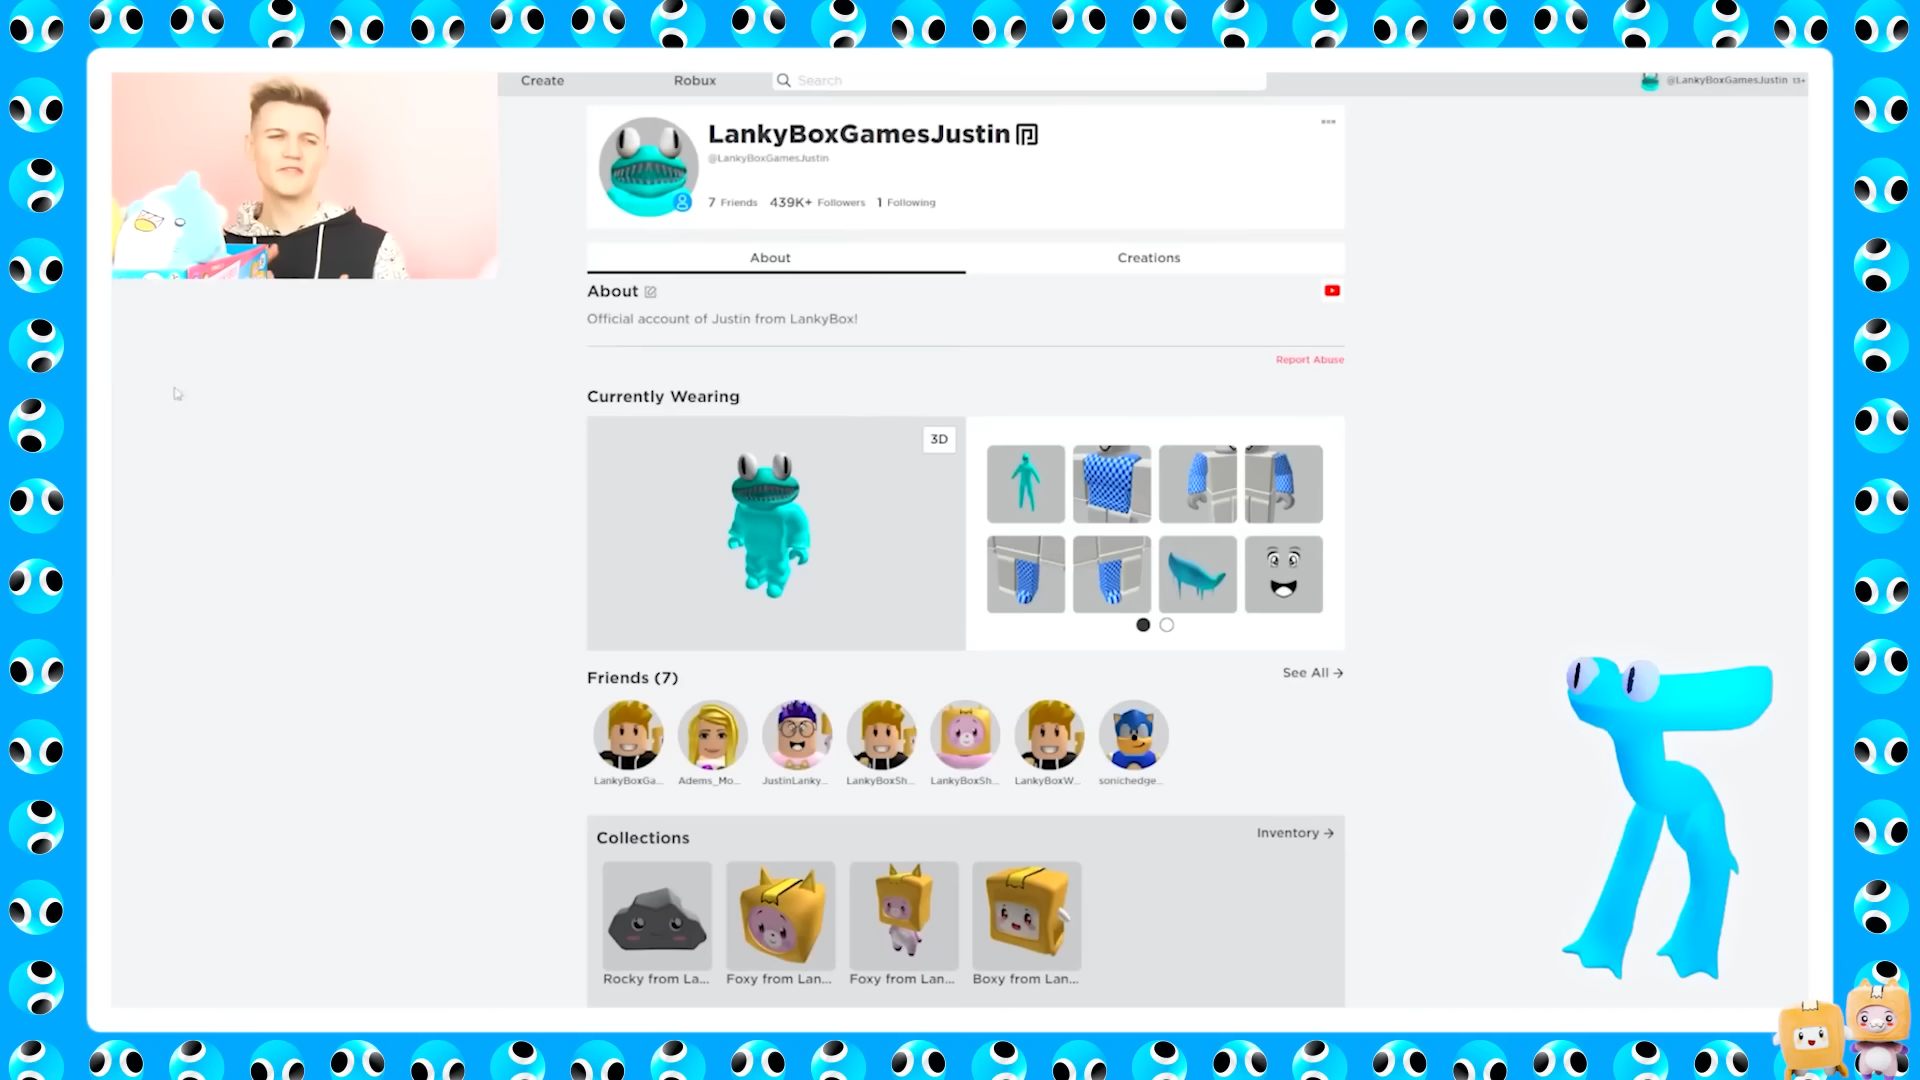 Create Robux Search @LankyBoxGamesJustin 13+
LankyBoxGamesJustin
@LankyBoxGamesJustin
7 Friends 439K+ Followers 1 Following
About Creations
About
Official account of Justin from LankyBox!
Report Abuse
Currently Wearing
3D
Friends (7) See All →
LankyBoxGa... Adems_Mo... JustinLanky... LankyBoxSh... LankyBoxSh... LankyBoxW... sonichedge...
Collections Inventory →
Rocky from La... Foxy from Lan... Foxy from Lan... Boxy from Lan...